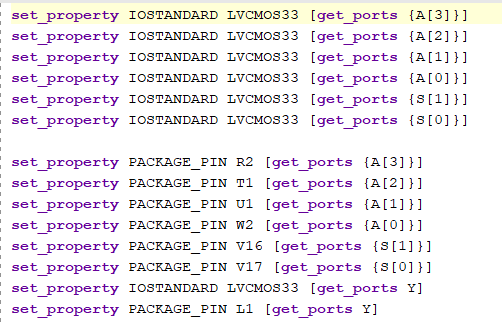 set_property IOSTANDARD LVCMOS33 [get_ports {A[3]}]
set_property IOSTANDARD LVCMOS33 [get_ports {A[2]}]
set_property IOSTANDARD LVCMOS33 [get_ports {A[1]}]
set_property IOSTANDARD LVCMOS33 [get_ports {A[0]}]
set_property IOSTANDARD LVCMOS33 [get_ports {S[1]}]
set_property IOSTANDARD LVCMOS33 [get_ports {S[0]}]
set_property PACKAGE_PIN R2 [get_ports {A[3]}]
set_property PACKAGE_PIN T1 [get_ports {A[2]}]
set_property PACKAGE_PIN U1 [get_ports {A[1]}]
set_property PACKAGE_PIN W2 [get_ports {A[0]}]
set_property PACKAGE_PIN V16 [get_ports {S[1]}]
set_property PACKAGE_PIN V17 [get_ports {S[0]}]
set_property IOSTANDARD LVCMOS33 [get_ports Y]
set_property PACKAGE_PIN L1 [get_ports Y]